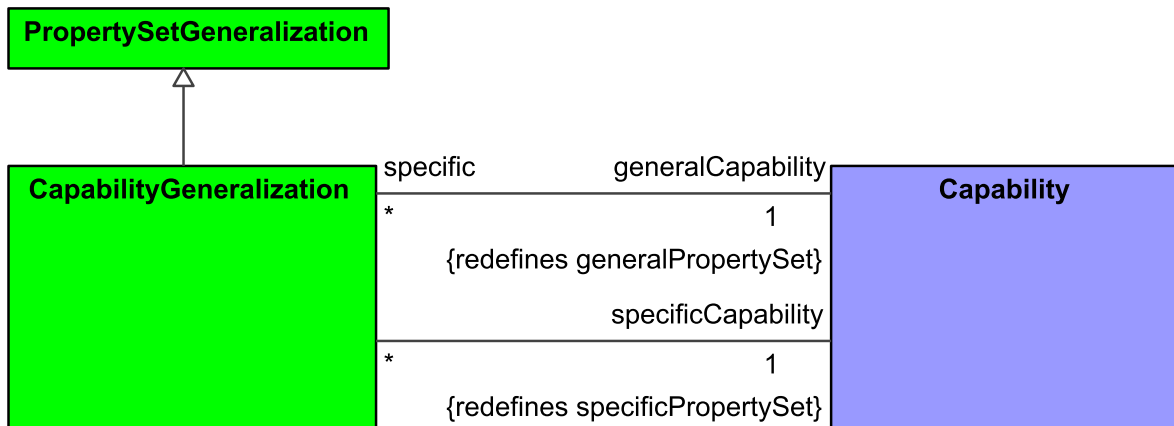 PropertySetGeneralization
CapabilityGeneralization
specific
generalCapability
Capability
*
1
{redefines generalPropertySet}
specificCapability
*
1
{redefines specificPropertySet}